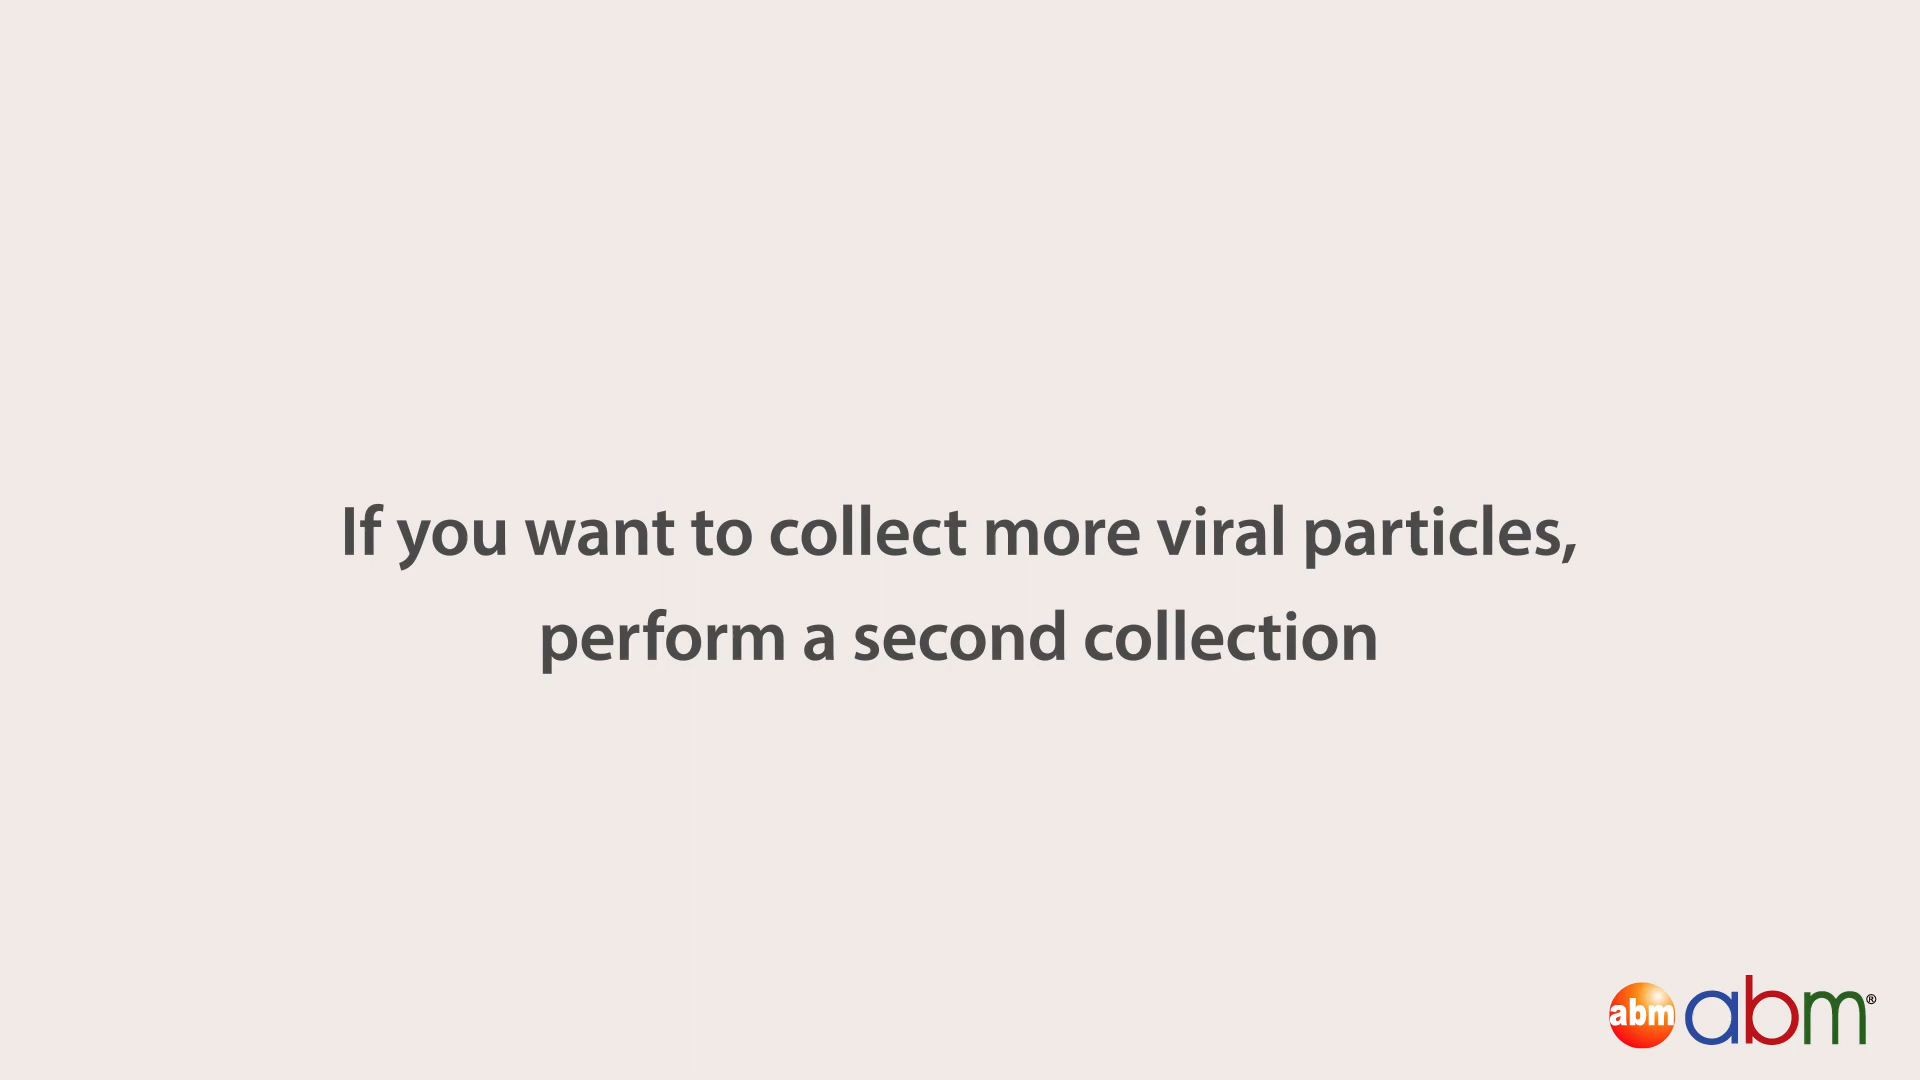 If you want to collect more viral particles,
perform a second collection
abm abm®